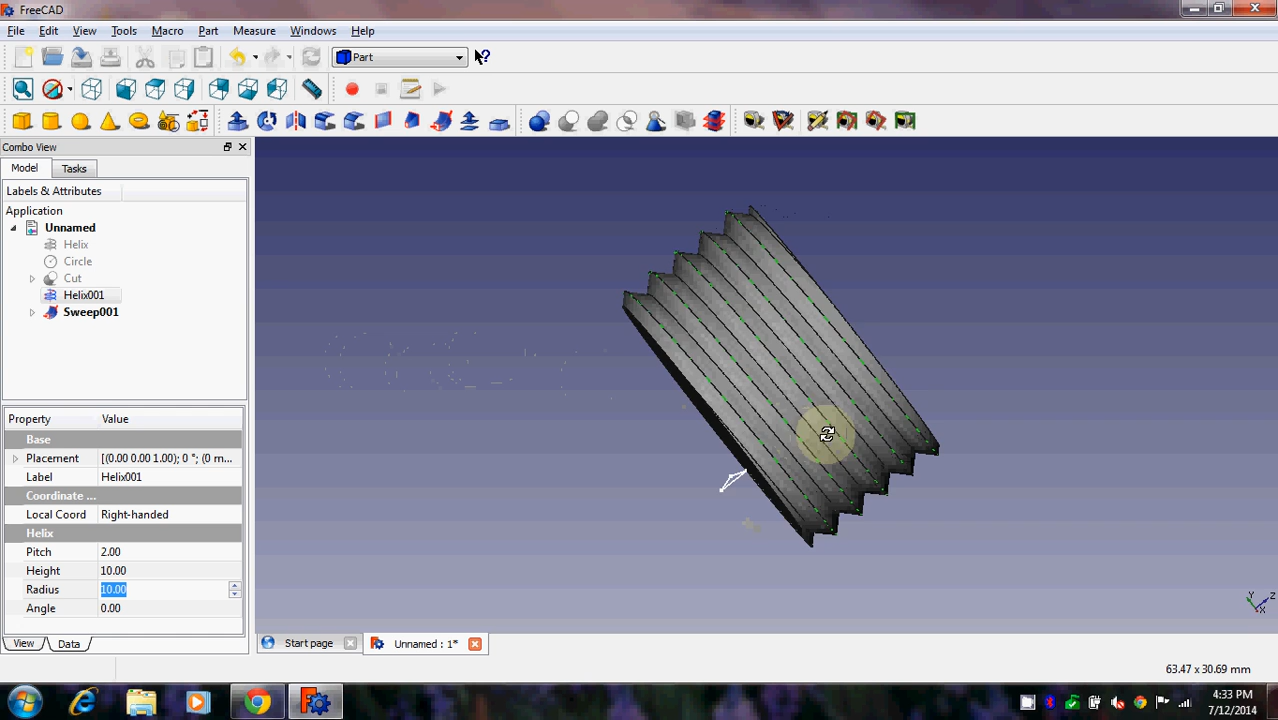 FreeCAD
File Edit View Tools Macro Part Measure Windows Help
Part
Combo View
Model Tasks
Labels & Attributes
Application
Unnamed
Helix
Circle
Cut
Helix001
Sweep001
Property Value
Base
Placement [(0.00 0.00 1.00); 0 °; (0 m...
Label Helix001
Coordinate ...
Local Coord Right-handed
Helix
Pitch 2.00
Height 10.00
Radius 10.00
Angle 0.00
View Data
Start page Unnamed : 1*
Y Z X
63.47 x 30.69 mm
4:33 PM
7/12/2014